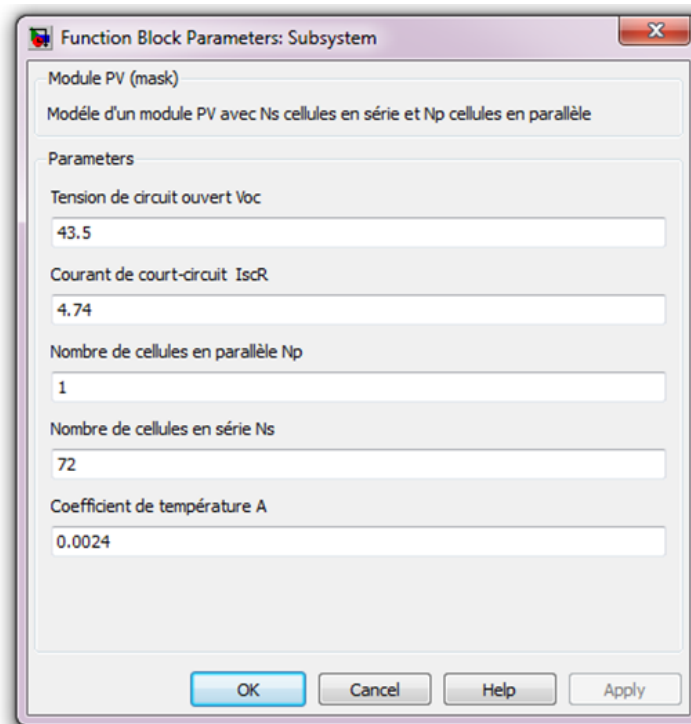 Function Block Parameters: Subsystem
Module PV (mask)
Modéle d'un module PV avec Ns cellules en série et Np cellules en parallèle
Parameters
Tension de circuit ouvert Voc
43.5
Courant de court-circuit IscR
4.74
Nombre de cellules en parallèle Np
1
Nombre de cellules en série Ns
72
Coefficient de température A
0.0024
OK Cancel Help Apply